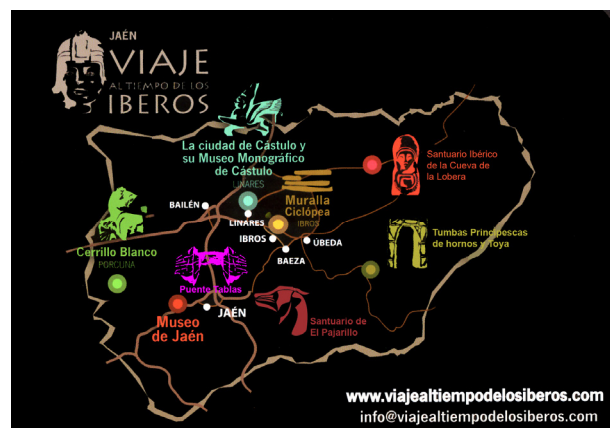 JAÉN
VIAJE
AL TIEMPO DE LOS
IBEROS
La ciudad de Cástulo y
su Museo Monográfico
de Cástulo
LINARES
Santuario Ibérico
de la Cueva de
la Lobera
Muralla
Ciclópea
IBROS
BAILÉN
LINARES
Tumbas Principescas
de hornos y Toya
IBROS
ÚBEDA
BAEZA
Cerrillo Blanco
PORCUNA
Puente Tablas
JAÉN
Museo
de Jaén
Santuario de
El Pajarillo
www.viajealtiempodelosiberos.com
info@viajealtiempodelosiberos.com